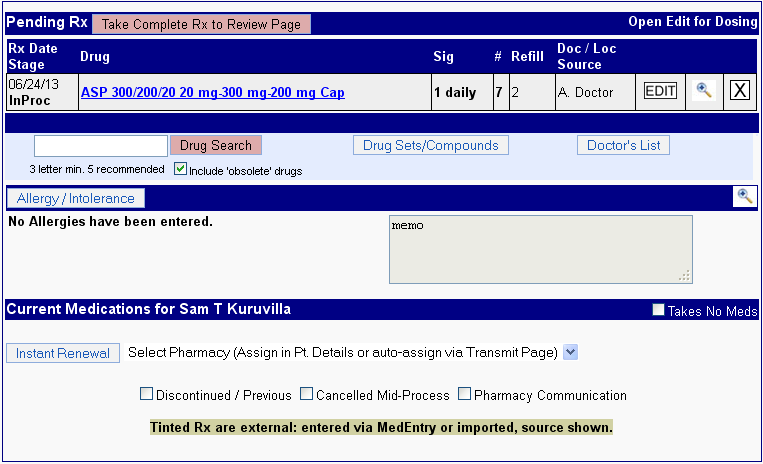 Pending Rx Take Complete Rx to Review Page Open Edit for Dosing
Rx Date Stage Drug Sig # Refill Doc / Loc Source
06/24/13 InProc ASP 300/200/20 20 mg-300 mg-200 mg Cap 1 daily 7 2 A. Doctor EDIT X
Drug Search Drug Sets/Compounds Doctor's List
3 letter min. 5 recommended Include 'obsolete' drugs
Allergy / Intolerance
No Allergies have been entered. memo
Current Medications for Sam T Kuruvilla Takes No Meds
Instant Renewal Select Pharmacy (Assign in Pt. Details or auto-assign via Transmit Page)
Discontinued / Previous Cancelled Mid-Process Pharmacy Communication
Tinted Rx are external: entered via MedEntry or imported, source shown.